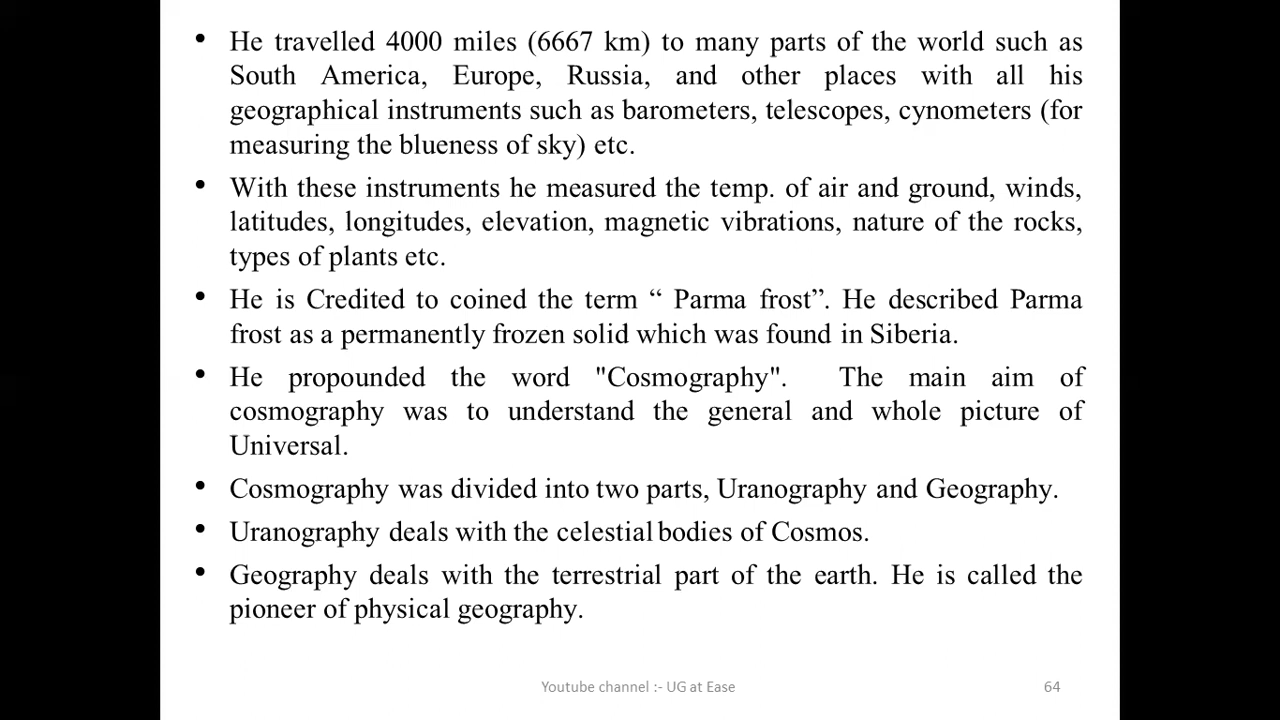 • He travelled 4000 miles (6667 km) to many parts of the world such as
South America, Europe, Russia, and other places with all his
geographical instruments such as barometers, telescopes, cynometers (for
measuring the blueness of sky) etc.
• With these instruments he measured the temp. of air and ground, winds,
latitudes, longitudes, elevation, magnetic vibrations, nature of the rocks,
types of plants etc.
• He is Credited to coined the term “ Parma frost”. He described Parma
frost as a permanently frozen solid which was found in Siberia.
• He propounded the word "Cosmography". The main aim of
cosmography was to understand the general and whole picture of
Universal.
• Cosmography was divided into two parts, Uranography and Geography.
• Uranography deals with the celestial bodies of Cosmos.
• Geography deals with the terrestrial part of the earth. He is called the
pioneer of physical geography.
Youtube channel :- UG at Ease 64